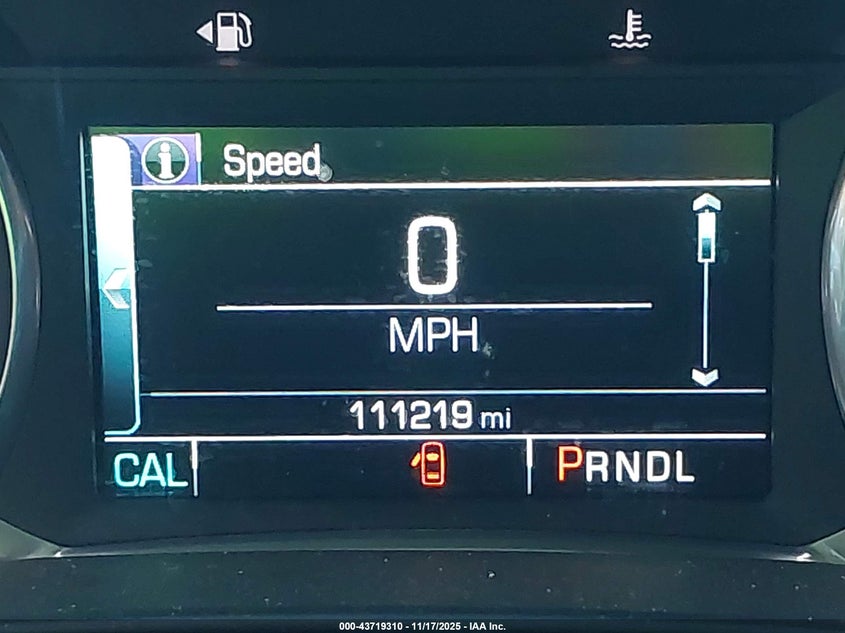 Speed
0
MPH
111219 mi
CAL
PRNDL
000-43719310 - 11/17/2025 - IAA Inc.